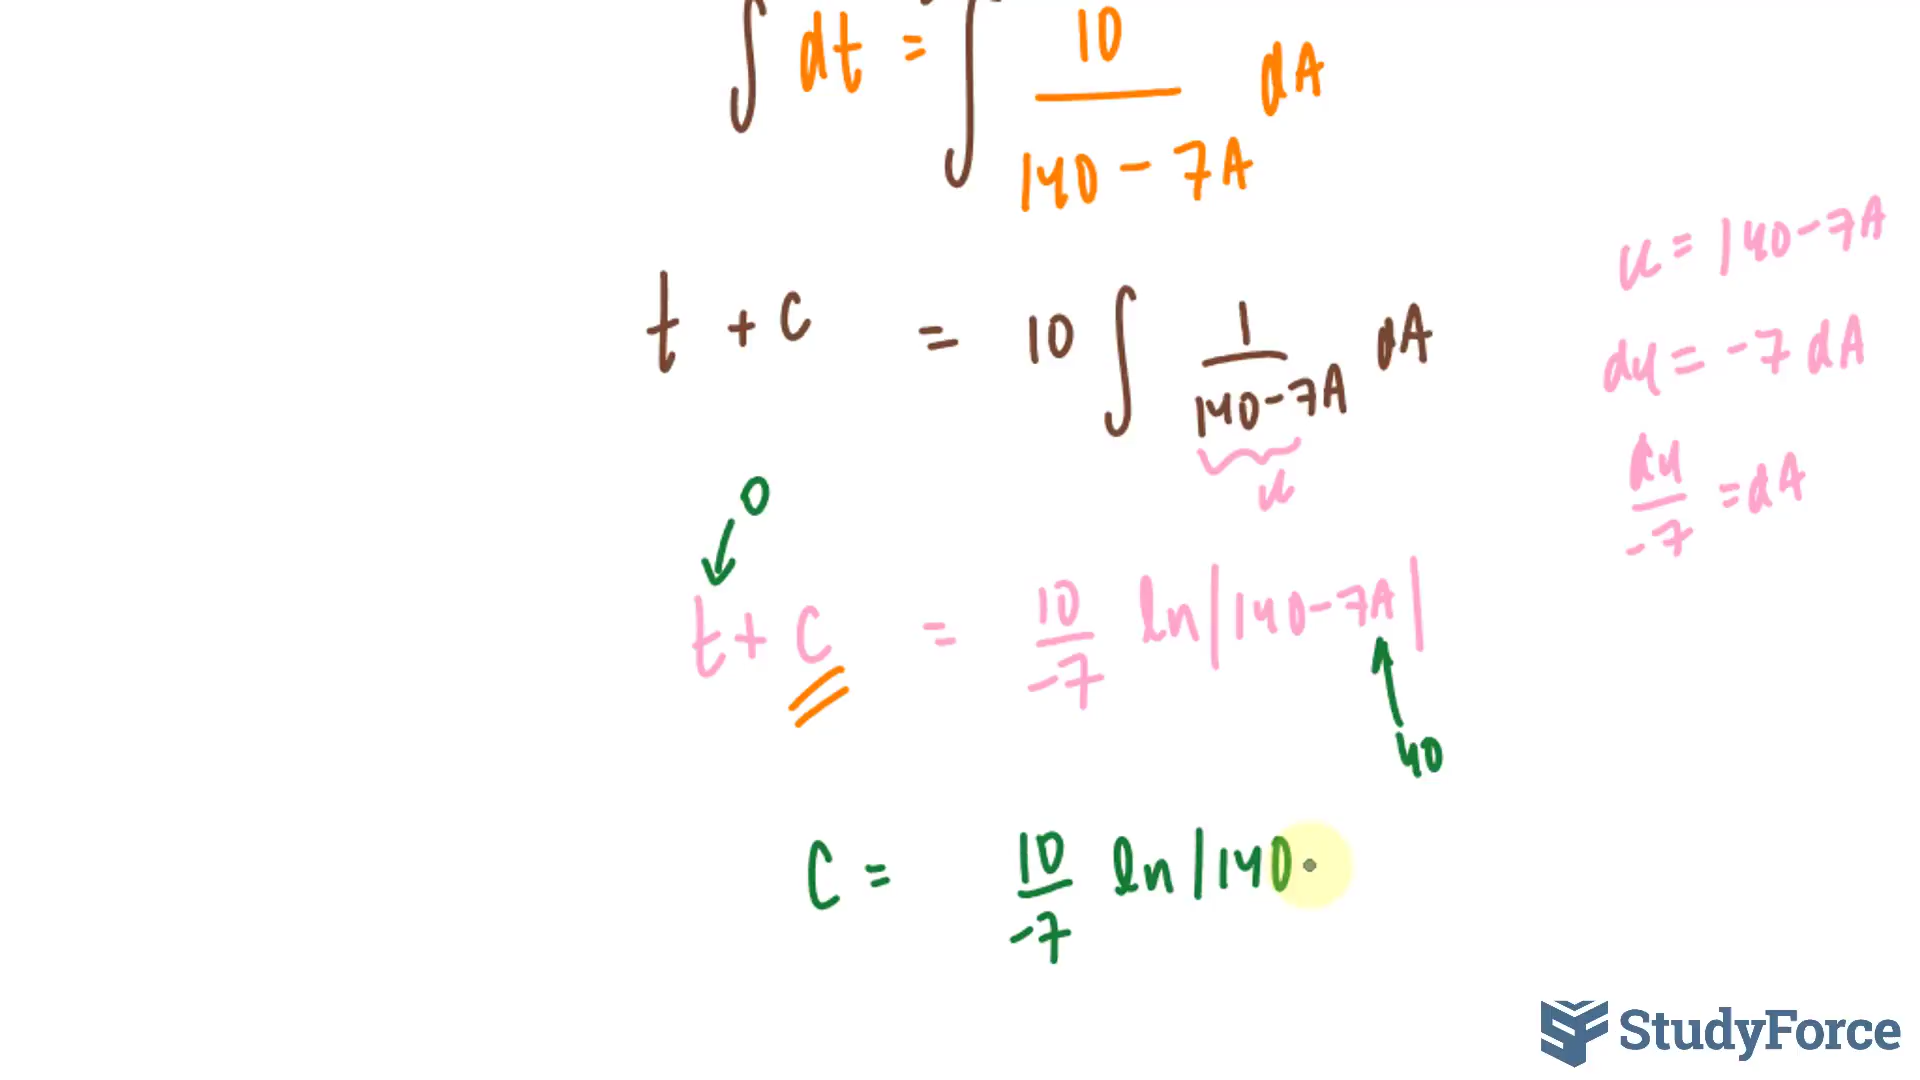 ∫ dt = ∫ 10/(140 - 7A) dA
u = 140 - 7A
t + c = 10 ∫ 1/(140 - 7A) dA
du = -7 dA
u
du/-7 = dA
0
t + c = 10/-7 ln|140 - 7A|
40
c = 10/-7 ln|140
StudyForce